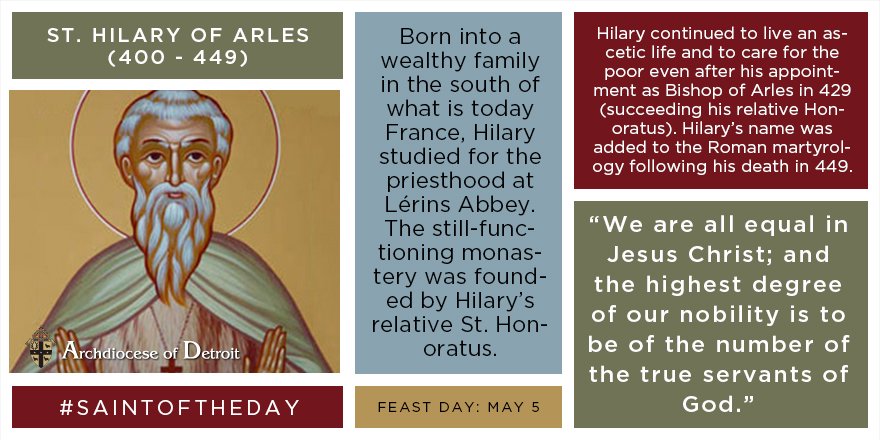 ST. HILARY OF ARLES
(400 - 449)
Archdiocese of Detroit
#SAINTOFTHEDAY
Born into a
wealthy family
in the south of
what is today
France, Hilary
studied for the
priesthood at
Lérins Abbey.
The still-func-
tioning monas-
tery was found-
ed by Hilary’s
relative St. Hon-
oratus.
FEAST DAY: MAY 5
Hilary continued to live an as-
cetic life and to care for the
poor even after his appoint-
ment as Bishop of Arles in 429
(succeeding his relative Hon-
oratus). Hilary’s name was
added to the Roman martyrol-
ogy following his death in 449.
“We are all equal in
Jesus Christ; and
the highest degree
of our nobility is to
be of the number of
the true servants of
God.”